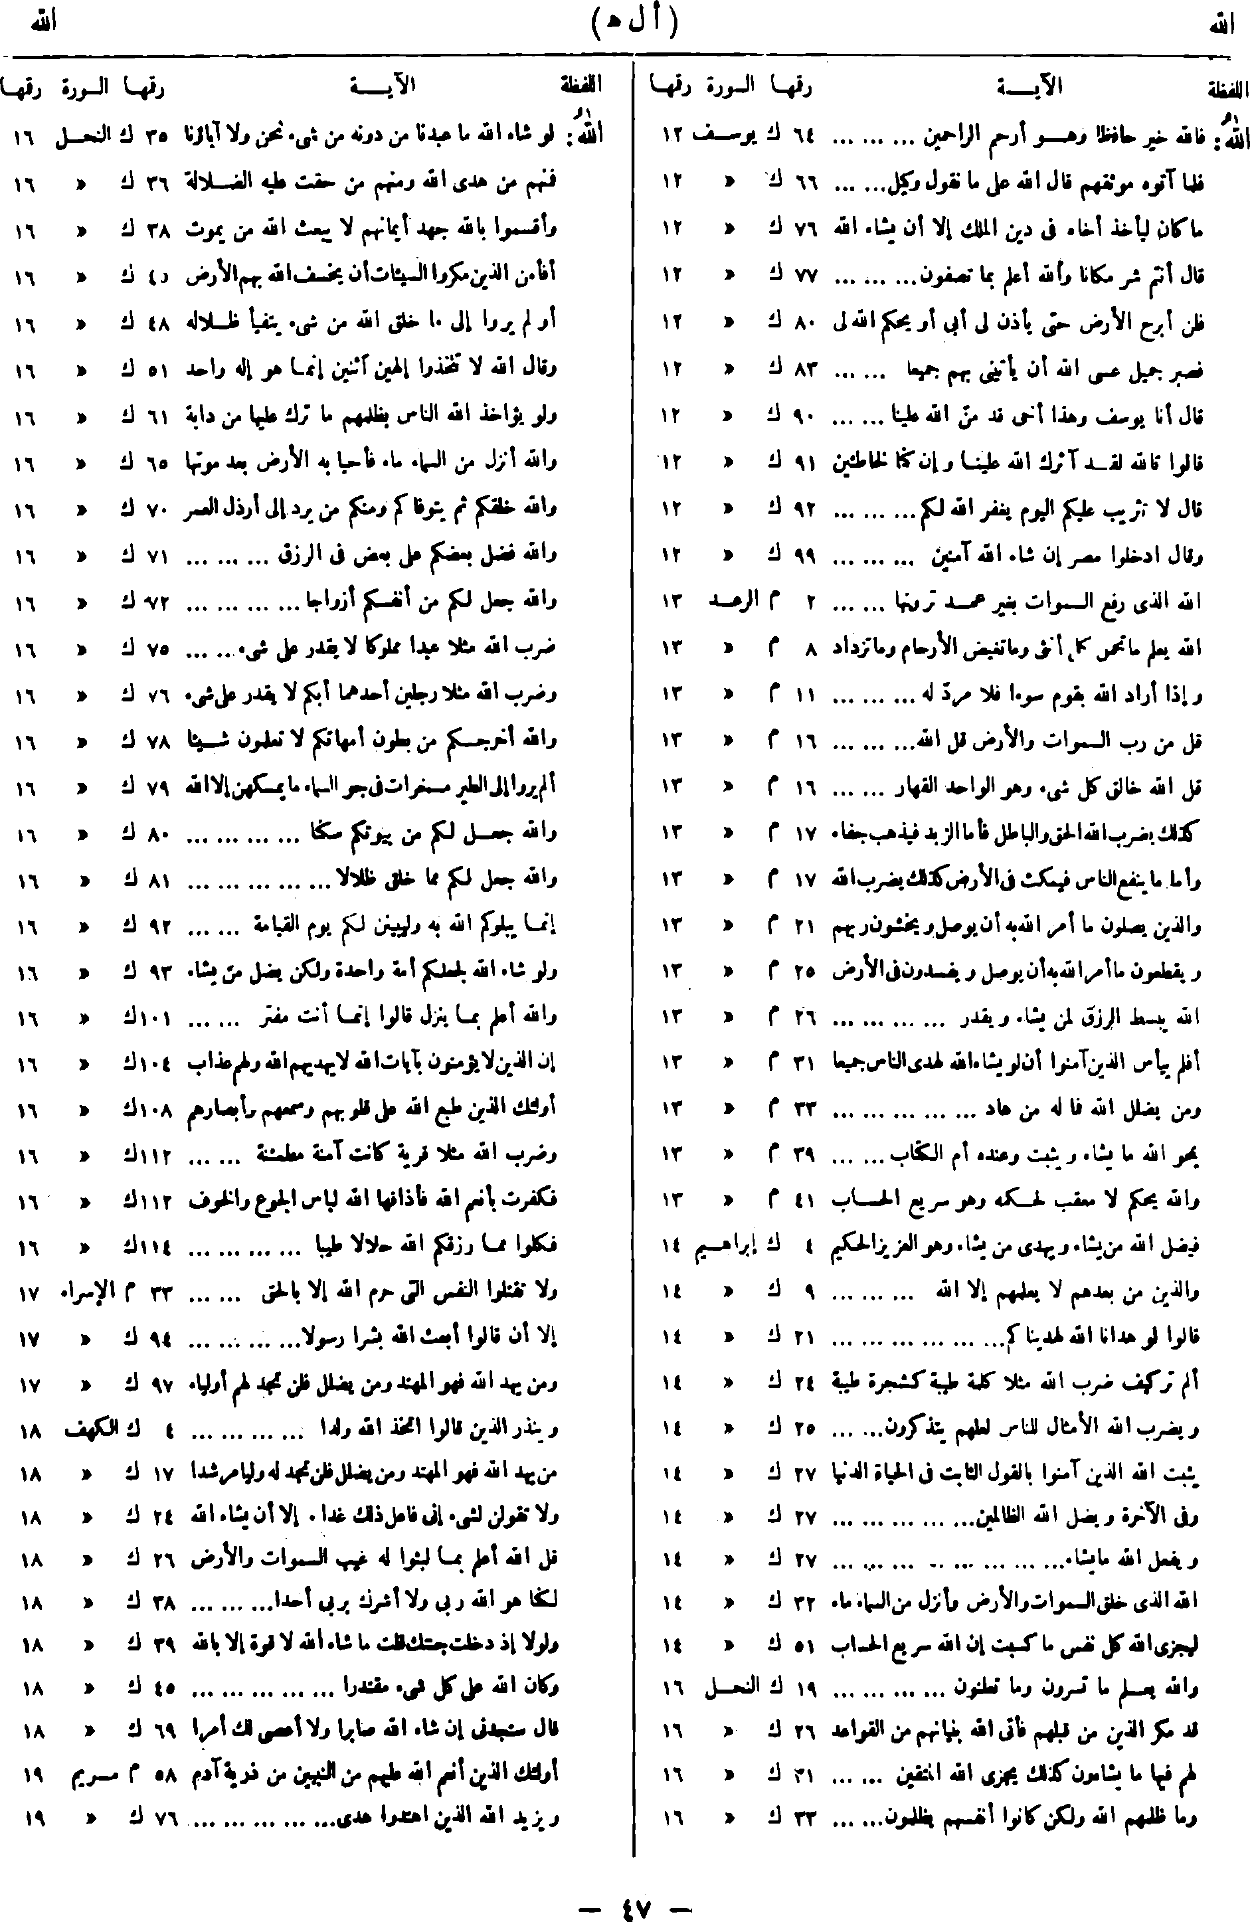 الله (أ ل ه) الله
اللفظة الآيــــة رقمها السورة رقمها
اللهُ: فالله خير حافظا وهــو أرحم الراحمين ... ... ... ٦٤ ك يوســف ١٢
فلما آتوه موثقهم قال الله على ما نقول وكيل... ... ٦٦ ك « ١٢
ما كان ليأخذ أخاه فى دين الملك إلا أن يشاء الله ٧٦ ك « ١٢
قال أنتم شر مكانا والله أعلم بما تصفون... ... ... ٧٧ ك « ١٢
فلن أبرح الأرض حتى يأذن لى أبى أو يحكم الله لى ٨٠ ك « ١٢
فصبر جميل عسى الله أن يأتينى بهم جميعا ... ... ٨٣ ك « ١٢
قال أنا يوسف وهذا أخى قد منّ الله علينا ... ... ٩٠ ك « ١٢
قالوا تالله لقــد آثرك الله علينــا و إن كنا لخاطئين ٩١ ك « ١٢
قال لا تثريب عليكم اليوم يغفر الله لكم... ... ... ٩٢ ك « ١٢
وقال ادخلوا مصر إن شاء الله آمنين ... ... ... ٩٩ ك « ١٢
الله الذى رفع السموات بغير عمــد ترونها ... ... ٢ م الرعــد ١٣
الله يعلم ما تحمل كل أنثى وما تغيض الأرحام وما تزداد ٨ م « ١٣
و إذا أراد الله بقوم سوءا فلا مردّ له ... ... ... ١١ م « ١٣
قل من رب السموات والأرض قل الله... ... ... ١٦ م « ١٣
قل الله خالق كل شىء وهو الواحد القهار ... ... ١٦ م « ١٣
كذلك يضرب الله الحق والباطل فأما الزبد فيذهب جفاء ١٧ م « ١٣
وأما ما ينفع الناس فيمكث فى الأرض كذلك يضرب الله ١٧ م « ١٣
والذين يصلون ما أمر الله به أن يوصل و يخشون ربهم ٢١ م « ١٣
و يقطعون ما أمر الله به أن يوصل و يفسدون فى الأرض ٢٥ م « ١٣
الله يبسط الرزق لمن يشاء و يقدر ... ... ... ... ٢٦ م « ١٣
أفلم ييأس الذين آمنوا أن لو يشاء الله لهدى الناس جميعا ٣١ م « ١٣
ومن يضلل الله فما له من هاد ... ... ... ... ... ٣٣ م « ١٣
يمحو الله ما يشاء و يثبت وعنده أم الكتاب... ... ٣٩ م « ١٣
والله يحكم لا معقب لحكمه وهو سريع الحساب ٤١ م « ١٣
فيضل الله من يشاء ويهدى من يشاء وهو العزيز الحكيم ٤ ك إبراهــيم ١٤
والذين من بعدهم لا يعلمهم إلا الله ... ... ... ٩ ك « ١٤
قالوا لو هدانا الله لهديناكم... ... ... ... ... ... ٢١ ك « ١٤
ألم تر كيف ضرب الله مثلا كلمة طيبة كشجرة طيبة ٢٤ ك « ١٤
و يضرب الله الأمثال للناس لعلهم يتذكرون... ... ٢٥ ك « ١٤
يثبت الله الذين آمنوا بالقول الثابت فى الحياة الدنيا ٢٧ ك « ١٤
وفى الآخرة و يضل الله الظالمين... ... ... ... ... ٢٧ ك « ١٤
و يفعل الله ما يشاء... ... ... ... ... ... ... ... ٢٧ ك « ١٤
الله الذى خلق السموات والأرض وأنزل من السماء ماء ٣٢ ك « ١٤
ليجزى الله كل نفس ما كسبت إن الله سريع الحساب ٥١ ك « ١٤
والله يعــلم ما تسرون وما تعلنون ... ... ... ... ١٩ ك النحــل ١٦
قد مكر الذين من قبلهم فأتى الله بنيانهم من القواعد ٢٦ ك « ١٦
لهم فيها ما يشاءون كذلك يجزى الله المتقين ... ... ٣١ ك « ١٦
وما ظلمهم الله ولكن كانوا أنفسهم يظلمون... ... ٣٣ ك « ١٦
اللفظة الآيــــة رقمها السورة رقمها
اللهُ: لو شاء الله ما عبدنا من دونه من شىء نحن ولا آباؤنا ٣٥ ك النحــل ١٦
فمنهم من هدى الله ومنهم من حقت عليه الضــلالة ٣٦ ك « ١٦
وأقسموا بالله جهد أيمانهم لا يبعث الله من يموت ٣٨ ك « ١٦
أفأمن الذين مكروا السيئات أن يخسف الله بهم الأرض ٤٥ ك « ١٦
أو لم يروا إلى ما خلق الله من شىء يتفيأ ظــلاله ٤٨ ك « ١٦
وقال الله لا تتخذوا إلهين آثنين إنمــا هو إله واحد ٥١ ك « ١٦
ولو يؤاخذ الله الناس بظلمهم ما ترك عليها من دابة ٦١ ك « ١٦
والله أنزل من السماء ماء فأحيا به الأرض بعد موتها ٦٥ ك « ١٦
والله خلقكم ثم يتوفاكم ومنكم من يرد إلى أرذل العمر ٧٠ ك « ١٦
والله فضل بعضكم على بعض فى الرزق ... ... ... ٧١ ك « ١٦
والله جعل لكم من أنفسكم أزواجا... ... ... ... ٧٢ ك « ١٦
ضرب الله مثلا عبدا مملوكا لا يقدر على شىء... ... ٧٥ ك « ١٦
وضرب الله مثلا رجلين أحدهما أبكم لا يقدر على شىء ٧٦ ك « ١٦
والله أخرجــكم من بطون أمهاتكم لا تعلمون شــيئا ٧٨ ك « ١٦
ألم يروا إلى الطير مسخرات فى جو السماء ما يمسكهن إلا الله ٧٩ ك « ١٦
والله جعــل لــكم من بيوتكم سكنا ... ... ... ... ٨٠ ك « ١٦
والله جعل لكم مما خلق ظلالا... ... ... ... ... ٨١ ك « ١٦
إنمــا يبلوكم الله به وليبينن لــكم يوم القيامة ... ... ٩٢ ك « ١٦
ولو شاء الله لجعلكم أمة واحدة ولكن يضل من يشاء ٩٣ ك « ١٦
والله أعلم بمــا ينزل قالوا إنمــا أنت مفتر ... ... ١٠١ك « ١٦
إن الذين لا يؤمنون بآيات الله لا يهديهم الله ولهم عذاب ١٠٤ك « ١٦
أولئك الذين طبع الله على قلوبهم وسمعهم وأبصارهم ١٠٨ك « ١٦
وضرب الله مثلا قرية كانت آمنة مطمئنة ... ... ١١٢ك « ١٦
فكفرت بأنعم الله فأذاقها الله لباس الجوع والخوف ١١٢ك « ١٦
فكلوا ممــا رزقكم الله حلالا طيبا ... ... ... ... ١١٤ك « ١٦
ولا تقتلوا النفس التى حرم الله إلا بالحق ... ... ٣٣ م الإسراء ١٧
إلا أن قالوا أبعث الله بشرا رسولا... ... ... ... ٩٤ ك « ١٧
ومن يهد الله فهو المهتد ومن يضلل فلن تجد لهم أولياء ٩٧ ك « ١٧
و ينذر الذين قالوا اتخذ الله ولدا ... ... ... ... ٤ ك الكهف ١٨
من يهد الله فهو المهتد ومن يضلل فلن تجد له وليا مرشدا ١٧ ك « ١٨
ولا تقولن لشىء إنى فاعل ذلك غدا . إلا أن يشاء الله ٢٤ ك « ١٨
قل الله أعلم بمــا لبثوا له غيب السموات والأرض ٢٦ ك « ١٨
لكنا هو الله ربى ولا أشرك بربى أحدا... ... ... ٣٨ ك « ١٨
ولولا إذ دخلت جنتك قلت ما شاء الله لا قوة إلا بالله ٣٩ ك « ١٨
وكان الله على كل شىء مقتدرا ... ... ... ... ... ٤٥ ك « ١٨
قال ستجدنى إن شاء الله صابرا ولا أعصى لك أمرا ٦٩ ك « ١٨
أولئك الذين أنعم الله عليهم من النبيين من ذرية آدم ٥٨ م مــريم ١٩
و يزيد الله الذين اهتدوا هدى... ... ... ... ... ٧٦ ك « ١٩
— ٤٧ —